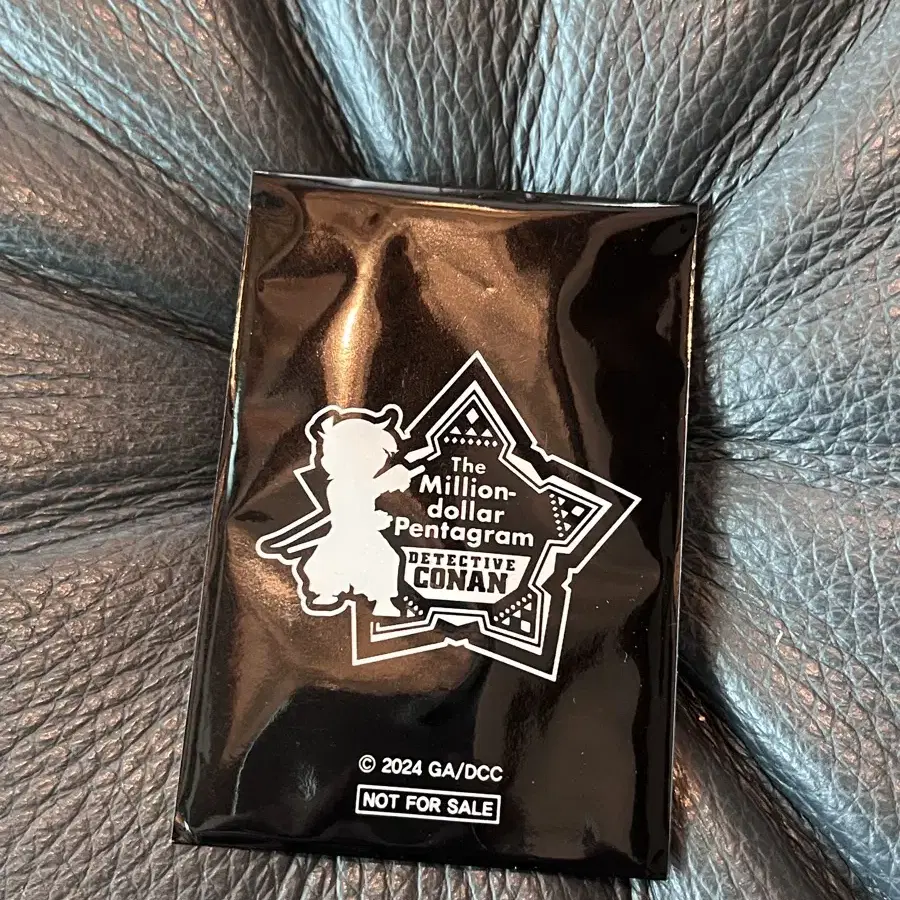 The
Million-
dollar
Pentagram
DETECTIVE
CONAN
© 2024 GA/DCC
NOT FOR SALE